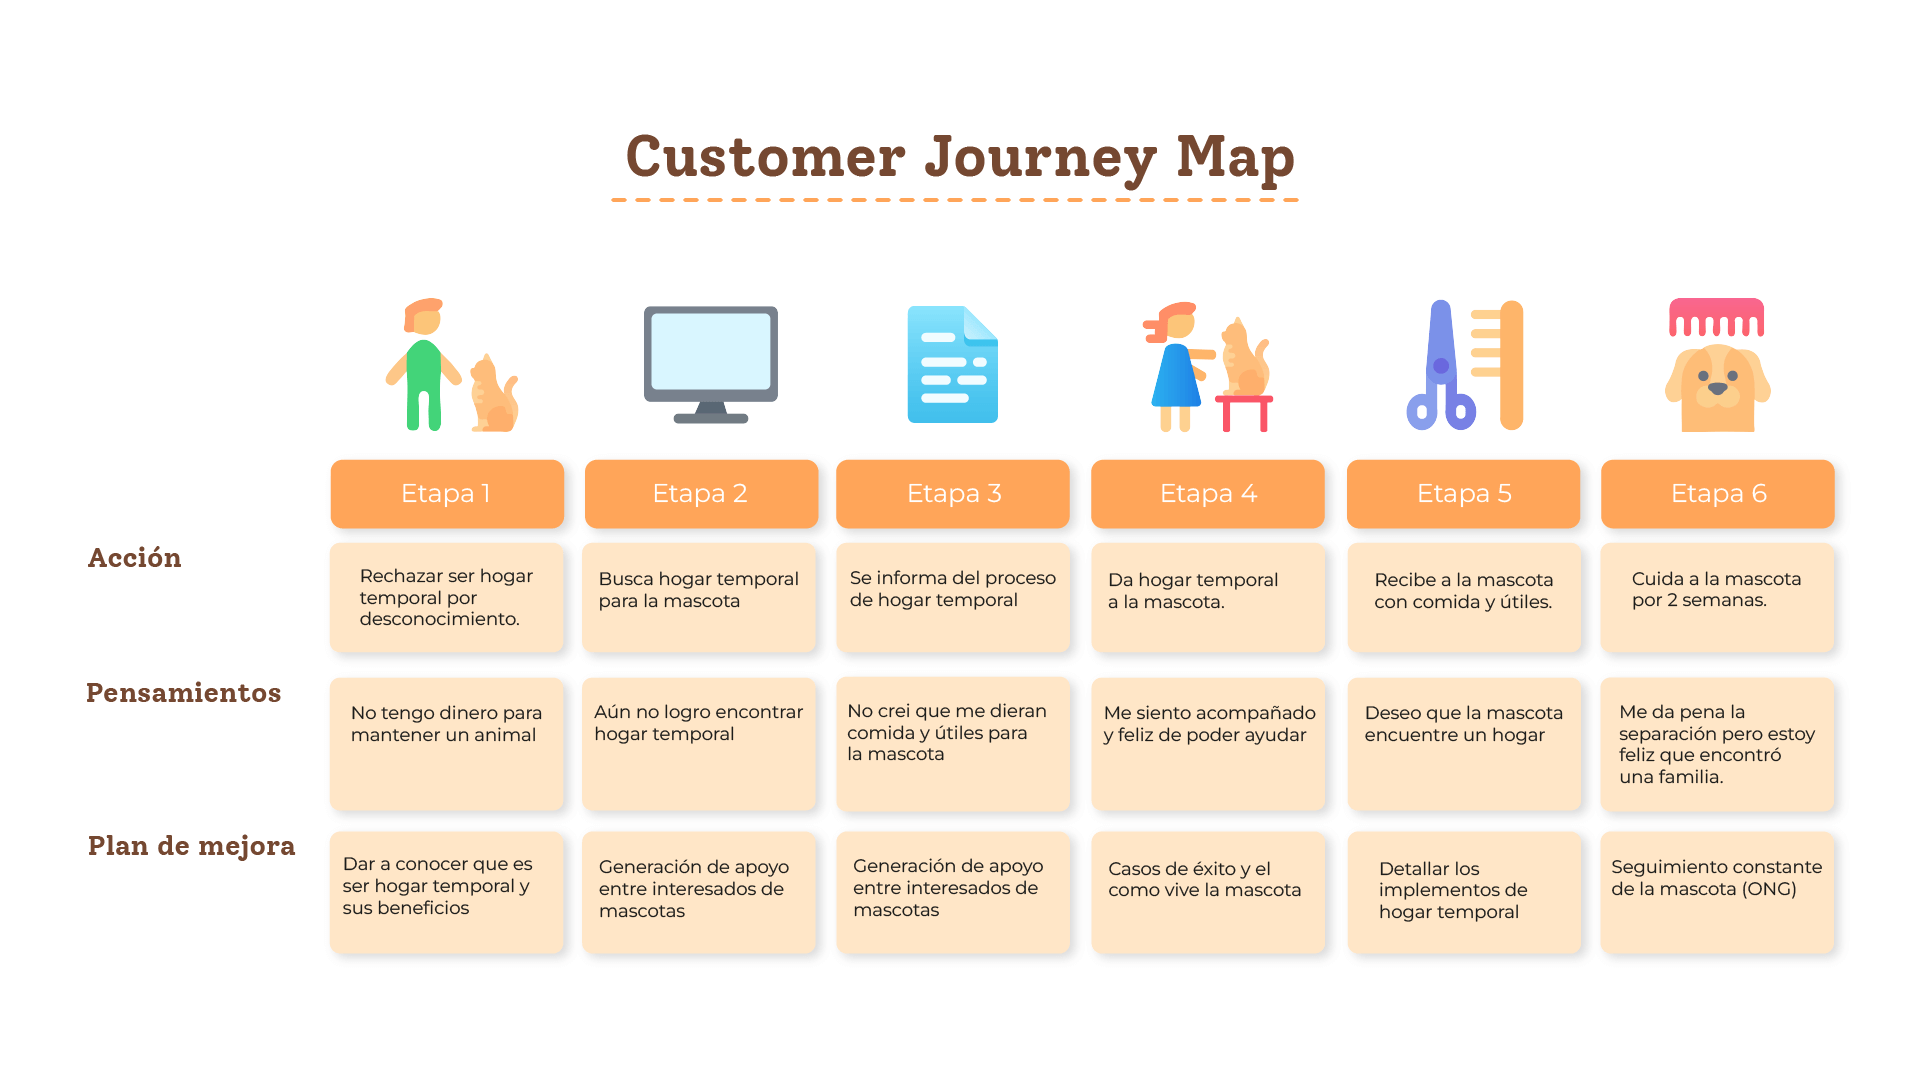 Customer Journey Map
Etapa 1
Etapa 2
Etapa 3
Etapa 4
Etapa 5
Etapa 6
Acción
Rechazar ser hogar
temporal por
desconocimiento.
Busca hogar temporal
para la mascota
Se informa del proceso
de hogar temporal
Da hogar temporal
a la mascota.
Recibe a la mascota
con comida y útiles.
Cuida a la mascota
por 2 semanas.
Pensamientos
No tengo dinero para
mantener un animal
Aún no logro encontrar
hogar temporal
No crei que me dieran
comida y útiles para
la mascota
Me siento acompañado
y feliz de poder ayudar
Deseo que la mascota
encuentre un hogar
Me da pena la
separación pero estoy
feliz que encontró
una familia.
Plan de mejora
Dar a conocer que es
ser hogar temporal y
sus beneficios
Generación de apoyo
entre interesados de
mascotas
Generación de apoyo
entre interesados de
mascotas
Casos de éxito y el
como vive la mascota
Detallar los
implementos de
hogar temporal
Seguimiento constante
de la mascota (ONG)